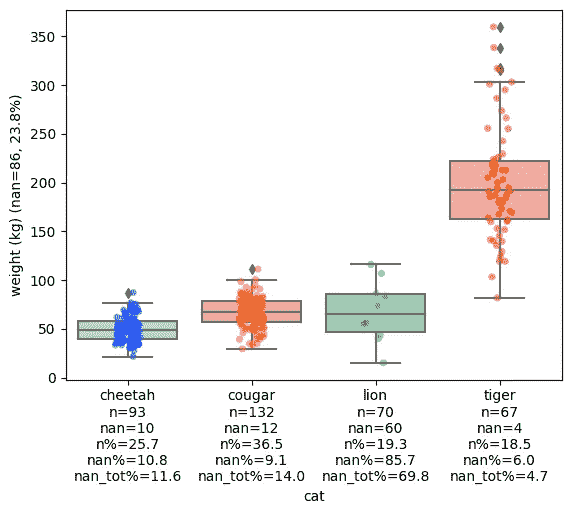 weight (kg) (nan=86, 23.8%)
350
300
250
200
150
100
50
0
cheetah cougar lion tiger
n=93 n=132 n=70 n=67
nan=10 nan=12 nan=60 nan=4
n%=25.7 n%=36.5 n%=19.3 n%=18.5
nan%=10.8 nan%=9.1 nan%=85.7 nan%=6.0
nan_tot%=11.6 nan_tot%=14.0 nan_tot%=69.8 nan_tot%=4.7
cat